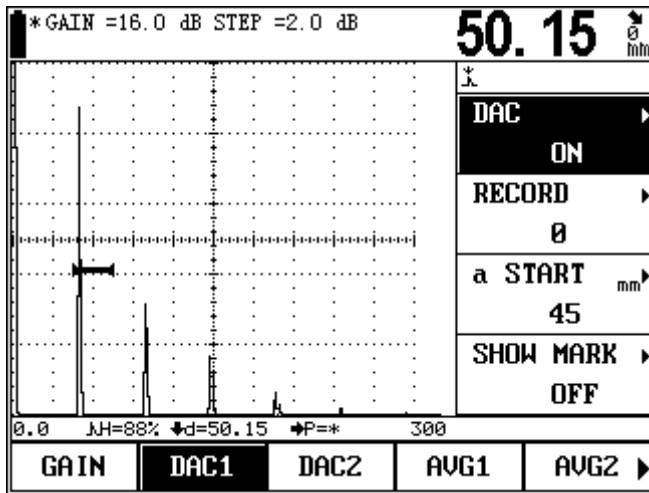 *GAIN =16.0 dB STEP =2.0 dB
50.15 0 mm
DAC
ON
RECORD
0
a START mm
45
SHOW MARK
OFF
0.0 H=88% d=50.15 P=* 300
GAIN DAC1 DAC2 AVG1 AVG2